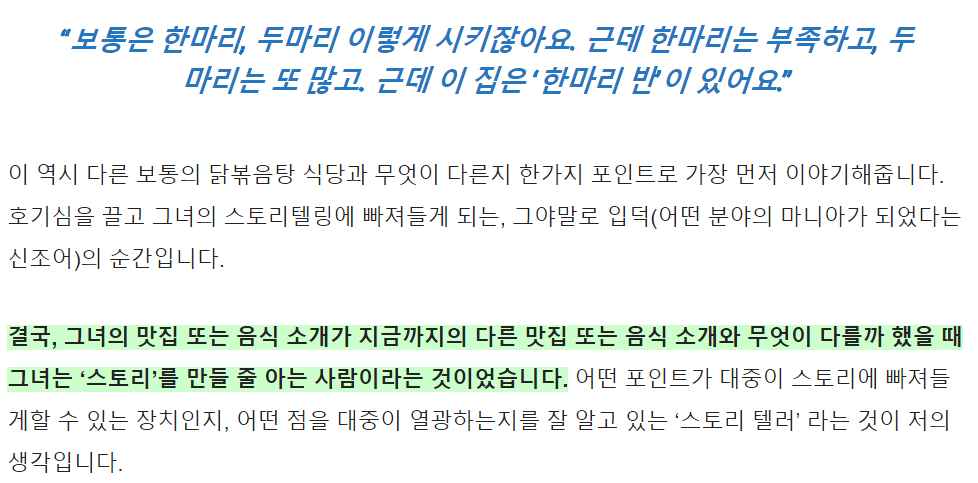 “보통은 한마리, 두마리 이렇게 시키잖아요. 근데 한마리는 부족하고, 두
마리는 또 많고. 근데 이 집은 ‘한마리 반’ 이 있어요.”
이 역시 다른 보통의 닭볶음탕 식당과 무엇이 다른지 한가지 포인트로 가장 먼저 이야기해줍니다.
호기심을 끌고 그녀의 스토리텔링에 빠져들게 되는, 그야말로 입덕(어떤 분야의 마니아가 되었다는
신조어)의 순간입니다.
결국, 그녀의 맛집 또는 음식 소개가 지금까지의 다른 맛집 또는 음식 소개와 무엇이 다를까 했을 때
그녀는 ‘스토리’를 만들 줄 아는 사람이라는 것이었습니다. 어떤 포인트가 대중이 스토리에 빠져들
게할 수 있는 장치인지, 어떤 점을 대중이 열광하는지를 잘 알고 있는 ‘스토리 텔러’ 라는 것이 저의
생각입니다.